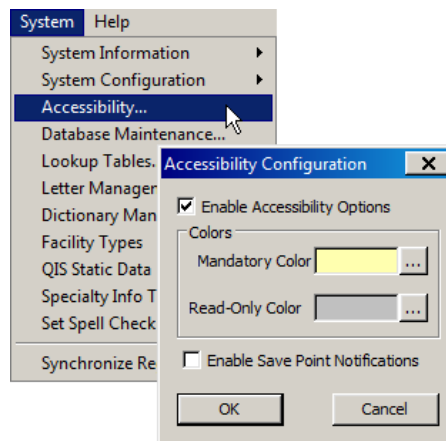 System Help
System Information
System Configuration
Accessibility...
Database Maintenance...
Lookup Tables.
Letter Manager
Dictionary Man
Facility Types
QIS Static Data
Specialty Info T
Set Spell Check
Synchronize Re
Accessibility Configuration
Enable Accessibility Options
Colors
Mandatory Color ...
Read-Only Color ...
Enable Save Point Notifications
OK Cancel